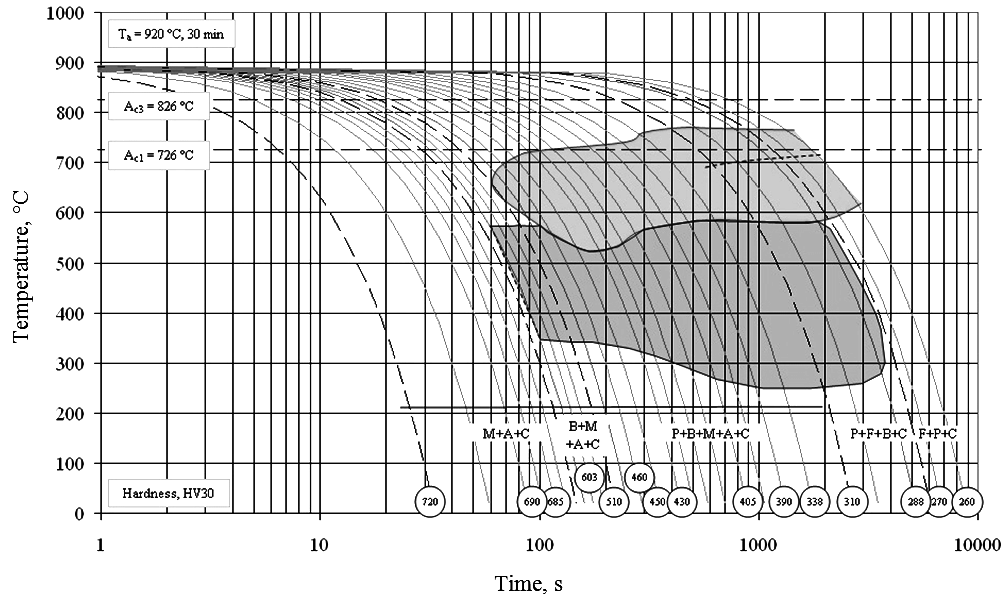 1000
Tₐ = 920 °C, 30 min
900
Ac3 = 826 °C
800
Ac1 = 726 °C
700
600
500
400
300
200
M+A+C
B+M
+A+C
P+B+M+A+C
P+F+B+C
F+P+C
100
Hardness, HV30
720
690
685
603
510
460
450
430
405
390
338
310
288
270
260
0
1
10
100
1000
10000
Temperature, °C
Time, s